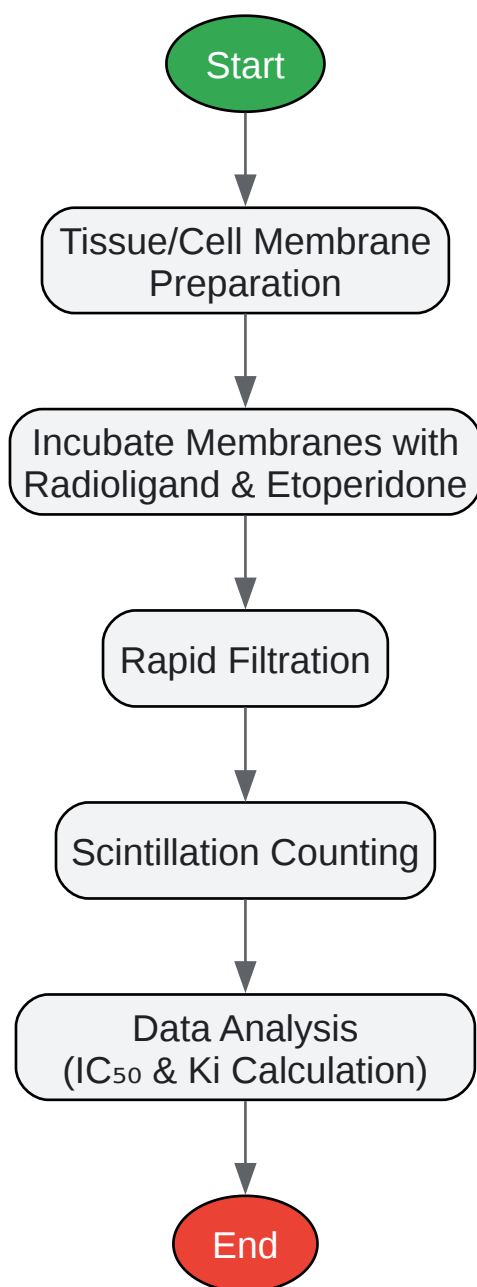 Start
Tissue/Cell Membrane
Preparation
Incubate Membranes with
Radioligand & Etoperidone
Rapid Filtration
Scintillation Counting
Data Analysis
(IC₅₀ & Ki Calculation)
End